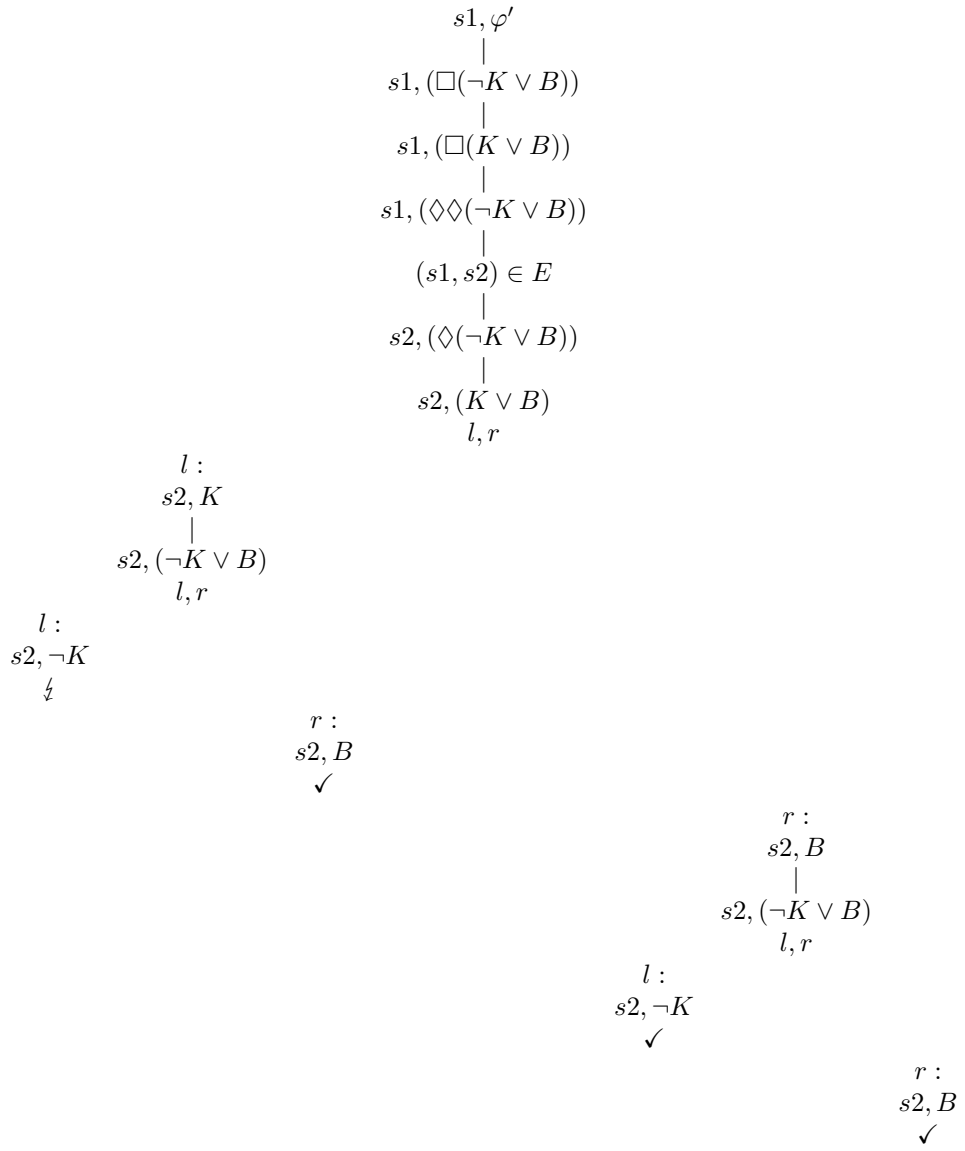 s1, φ′
s1, (□(¬K ∨ B))
s1, (□(K ∨ B))
s1, (◊◊(¬K ∨ B))
(s1, s2) ∈ E
s2, (◊(¬K ∨ B))
s2, (K ∨ B)
l, r
l :
s2, K
s2, (¬K ∨ B)
l, r
l :
s2, ¬K
↯
r :
s2, B
✓
r :
s2, B
s2, (¬K ∨ B)
l, r
l :
s2, ¬K
✓
r :
s2, B
✓